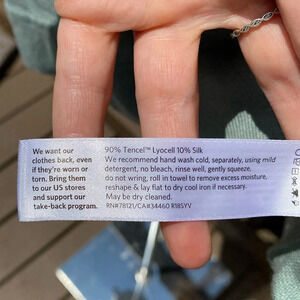 We want our
clothes back, even
if they're worn or
torn. Bring them
to our US stores
and support our
take-back program.
90% Tencel™ Lyocell 10% Silk
We recommend hand wash cold, separately, using mild
detergent, no bleach, rinse well, gently squeeze.
do not wring, roll in towel to remove excess moisture,
reshape & lay flat to dry cool iron if necessary.
May be dry cleaned.
RN#78121/CA#34460 R18SYV